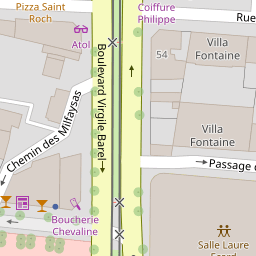 Pizza Saint
Roch
Coiffure
Philippe
Rue
Atol
Villa
Fontaine
54
Boulevard Virgile Barel
Chemin des Milfaysas
Villa
Fontaine
Passage
Boucherie
Chevaline
Salle Laure